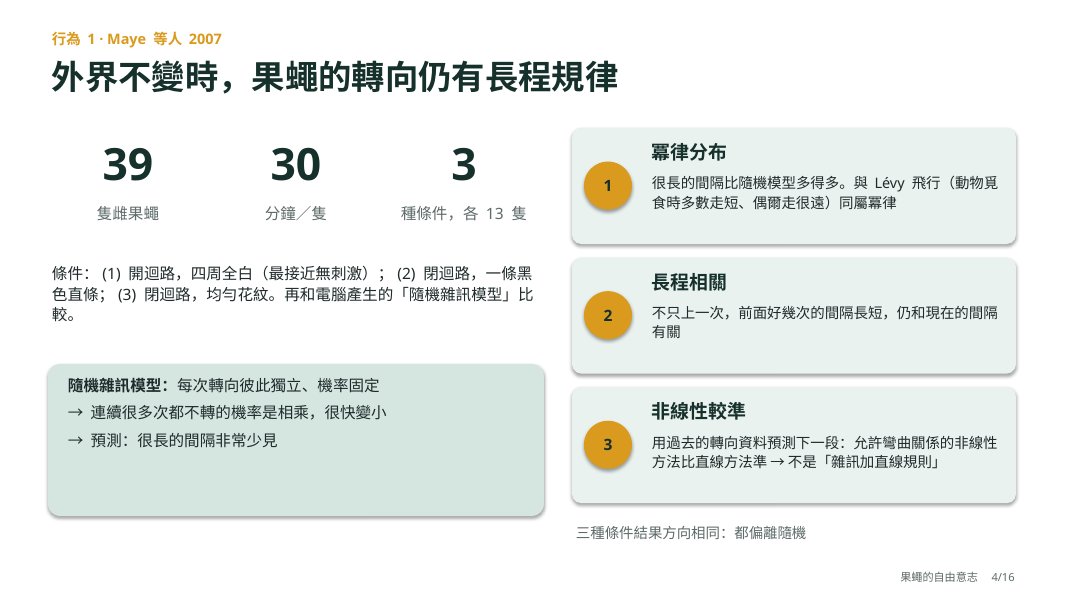 行為 1 · Maye 等人 2007
外界不變時，果蠅的轉向仍有長程規律
39
隻雌果蠅
30
分鐘／隻
3
種條件，各 13 隻
條件：(1) 開迴路，四周全白（最接近無刺激）；(2) 閉迴路，一條黑
色直條；(3) 閉迴路，均勻花紋。再和電腦產生的「隨機雜訊模型」比
較。
隨機雜訊模型：每次轉向彼此獨立、機率固定
→ 連續很多次都不轉的機率是相乘，很快變小
→ 預測：很長的間隔非常少見
1
冪律分布
很長的間隔比隨機模型多得多。與 Lévy 飛行（動物覓
食時多數走短、偶爾走很遠）同屬冪律
2
長程相關
不只上一次，前面好幾次的間隔長短，仍和現在的間隔
有關
3
非線性較準
用過去的轉向資料預測下一段：允許彎曲關係的非線性
方法比直線方法準 → 不是「雜訊加直線規則」
三種條件結果方向相同：都偏離隨機
果蠅的自由意志 4/16